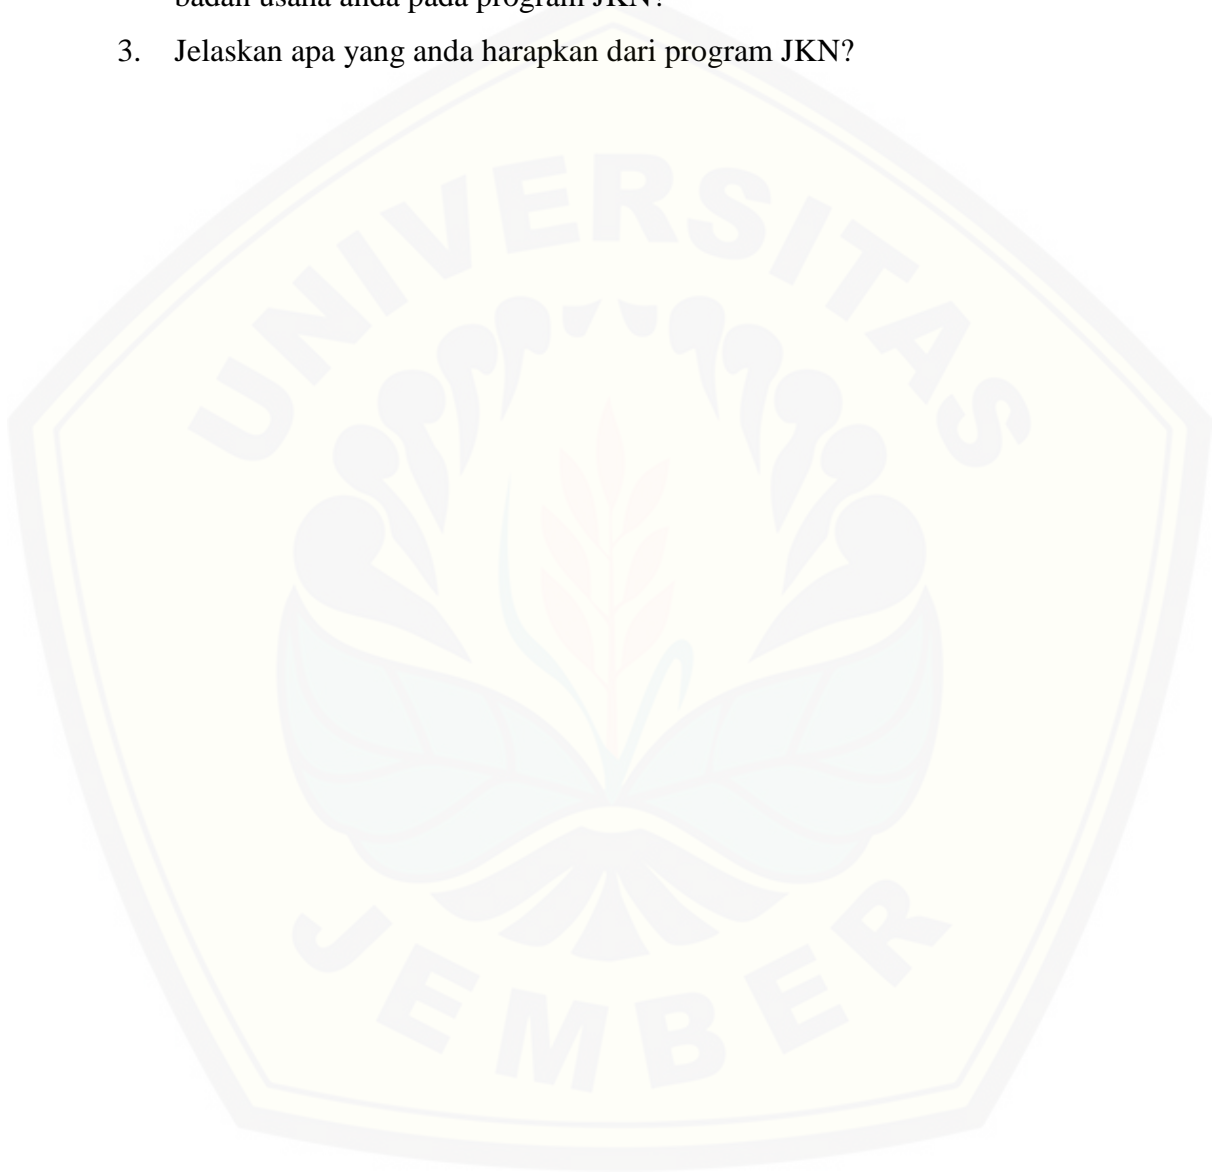 badan usaha anda pada program JKN?
3. Jelaskan apa yang anda harapkan dari program JKN?
UNIVERSITAS
JEMBER